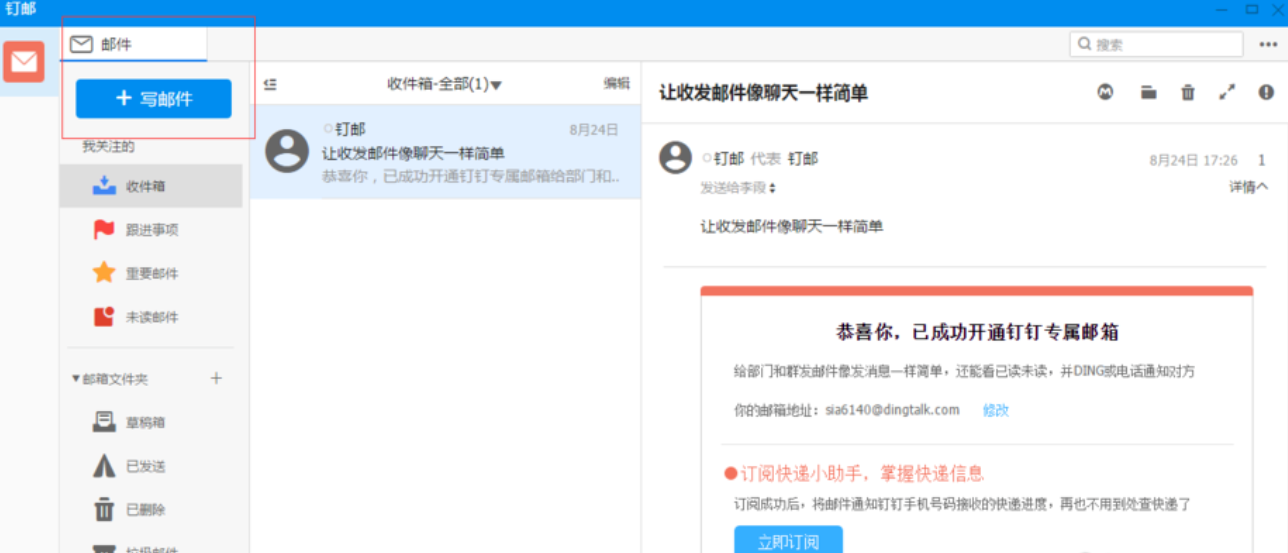 钉邮
邮件
搜索
写邮件
我关注的
收件箱
跟进事项
重要邮件
未读邮件
邮箱文件夹
草稿箱
已发送
已删除
垃圾邮件
收件箱-全部(1)▾
编辑
钉邮
8月24日
让收发邮件像聊天一样简单
恭喜你，已成功开通钉钉专属邮箱给部门和..
让收发邮件像聊天一样简单
钉邮 代表 钉邮
8月24日 17:26 1
发送给李霞
详情
让收发邮件像聊天一样简单
恭喜你，已成功开通钉钉专属邮箱
给部门和群发邮件像发消息一样简单，还能看已读未读，并DING或电话通知对方
你的邮箱地址：sia6140@dingtalk.com 修改
订阅快递小助手，掌握快递信息
订阅成功后，将邮件通知钉钉手机号码接收的快递进度，再也不用到处查快递了
立即订阅